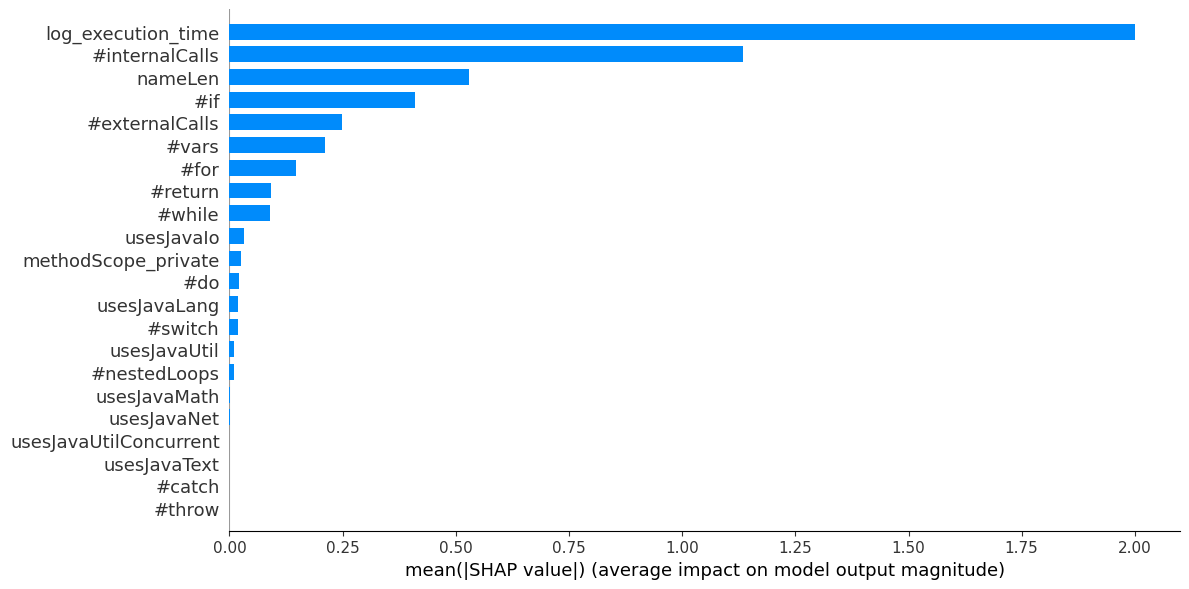 log_execution_time
#internalCalls
nameLen
#if
#externalCalls
#vars
#for
#return
#while
usesJavaIo
methodScope_private
#do
usesJavaLang
#switch
usesJavaUtil
#nestedLoops
usesJavaMath
usesJavaNet
usesJavaUtilConcurrent
usesJavaText
#catch
#throw
0.00 0.25 0.50 0.75 1.00 1.25 1.50 1.75 2.00
mean(|SHAP value|) (average impact on model output magnitude)